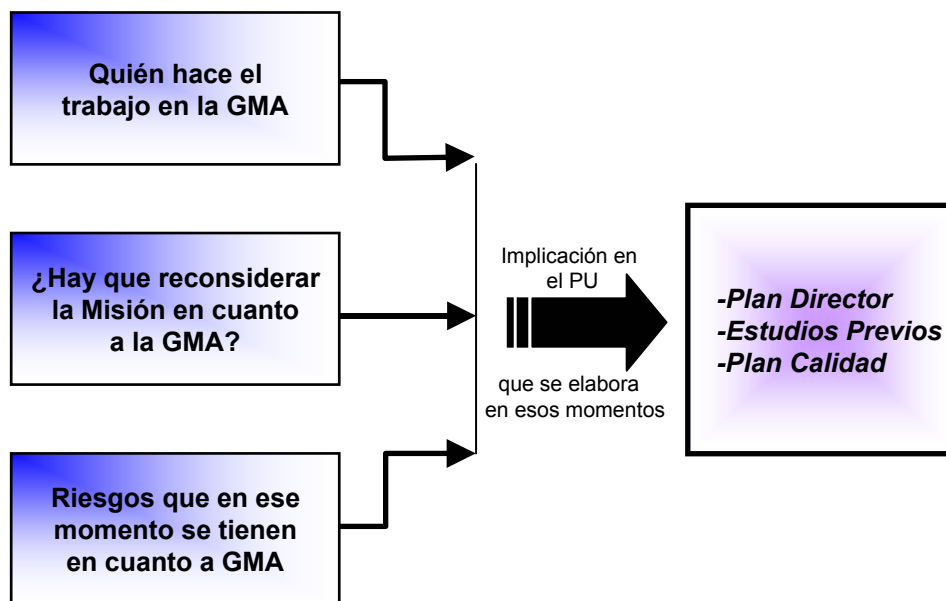 Quién hace el
trabajo en la GMA
¿Hay que reconsiderar
la Misión en cuanto
a la GMA?
Riesgos que en ese
momento se tienen
en cuanto a GMA
Implicación en
el PU
que se elabora
en esos momentos
-Plan Director
-Estudios Previos
-Plan Calidad